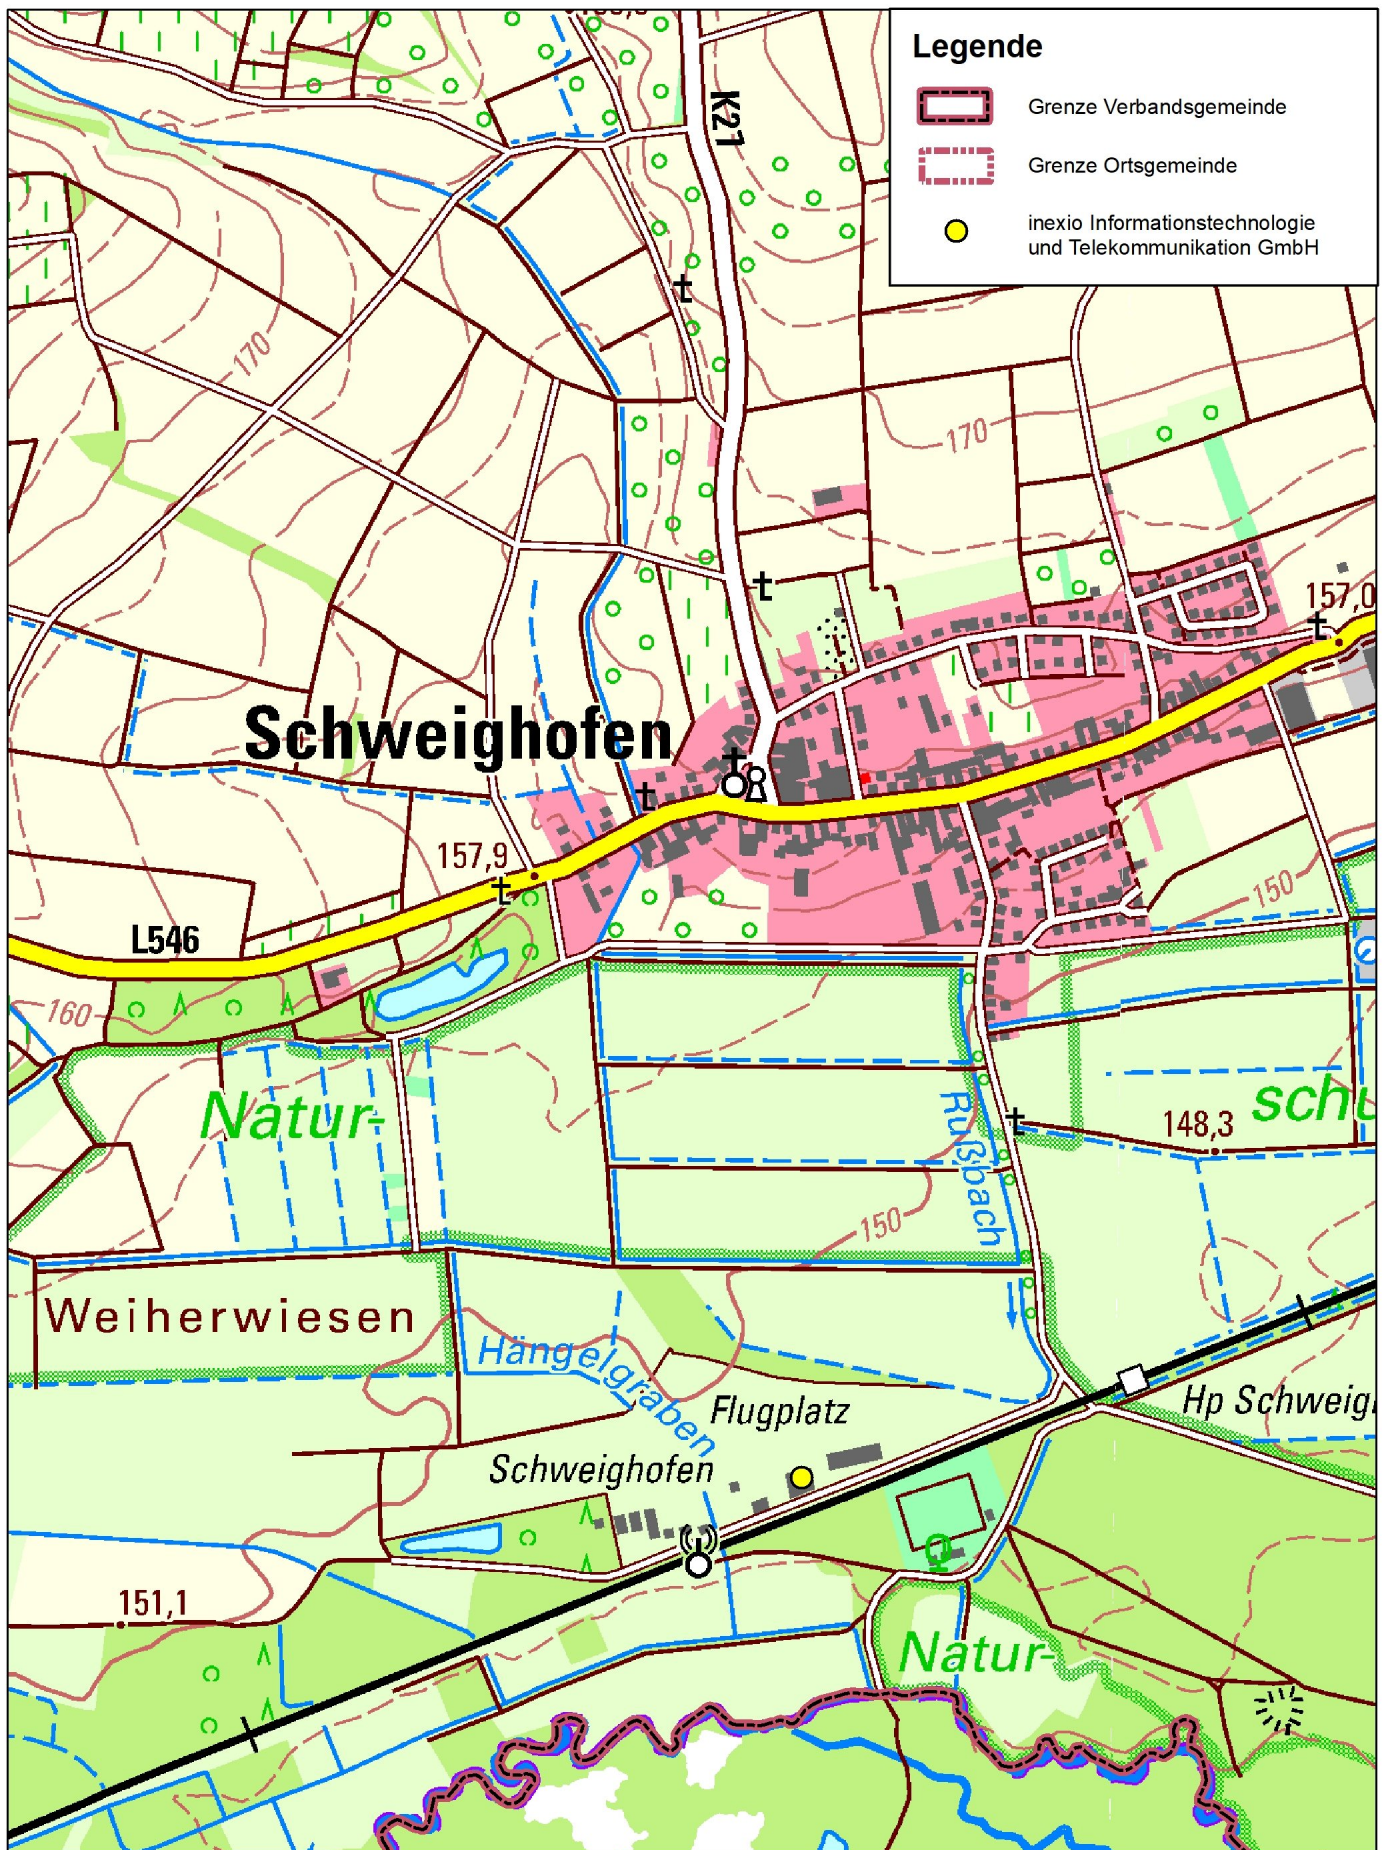 Legende
Grenze Verbandsgemeinde
Grenze Ortsgemeinde
inexio Informationstechnologie
und Telekommunikation GmbH
K21
170
170
157,0
Schweighofen
157,9
150
L546
160
Natur-
Rußbach
148,3
150
Weiherwiesen
Hängelgraben
Flugplatz
Schweighofen
Hp
151,1
Natur-